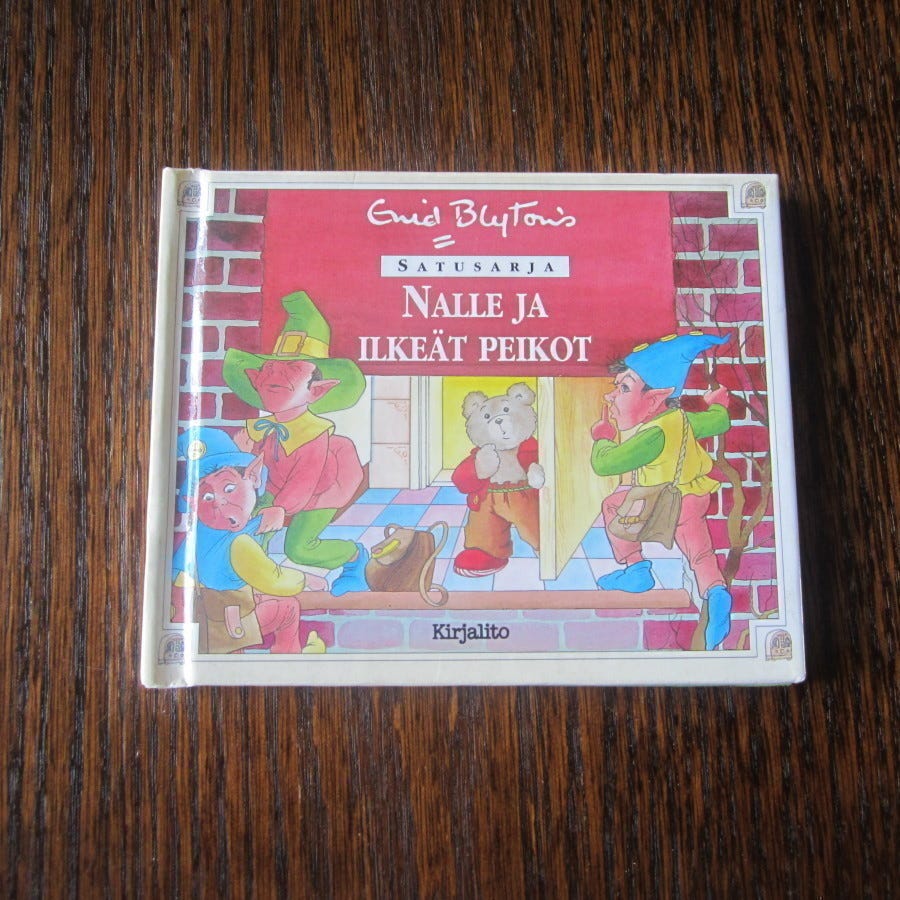 Enid Blyton's
SATUSARJA
NALLE JA
ILKEÄT PEIKOT
Kirjalito